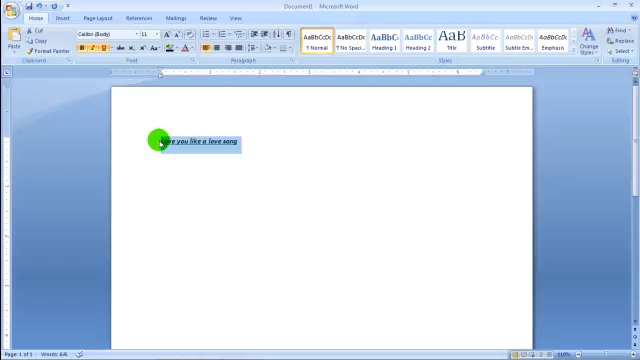 Document1 - Microsoft Word
Home Insert Page Layout References Mailings Review View
Paste
Cut
Copy
Format Painter
Calibri (Body) 11
B I U
AaBbCcDc AaBbCcDc AaBbCc AaBbCc AaB AaBbCc. AaBbCcDc AaBbCcDc
¶ Normal ¶ No Spaci... Heading 1 Heading 2 Title Subtitle Subtle Em... Emphasis
Change Styles
Find
Replace
Select
Clipboard Font Paragraph Styles Editing
you like a love song
Page: 1 of 1 Words: 6/6 110%